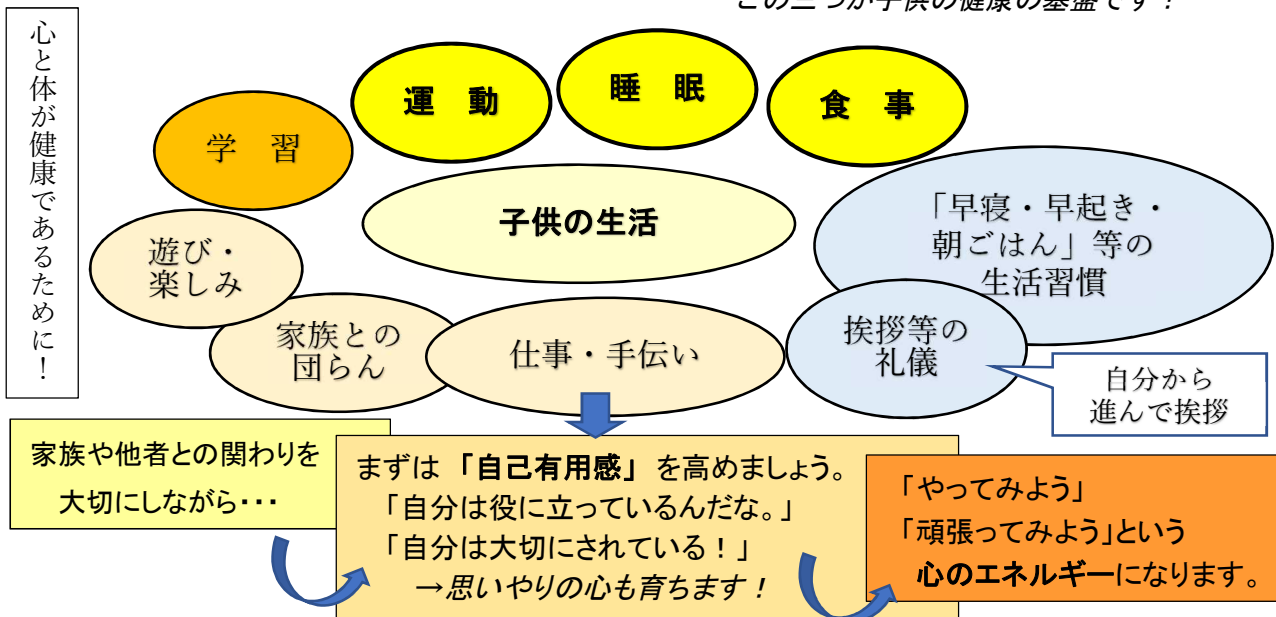 この三つが子供の健康の基盤です！
心と体が健康であるために！
運　動
睡　眠
食　事
学　習
子供の生活
「早寝・早起き・
朝ごはん」等の
生活習慣
遊び・
楽しみ
家族との
団らん
仕事・手伝い
挨拶等の
礼儀
自分から
進んで挨拶
家族や他者との関わりを
大切にしながら・・・
まずは「自己有用感」を高めましょう。
「自分は役に立っているんだな。」
「自分は大切にされている！」
→思いやりの心も育ちます！
「やってみよう」
「頑張ってみよう」という
心のエネルギーになります。